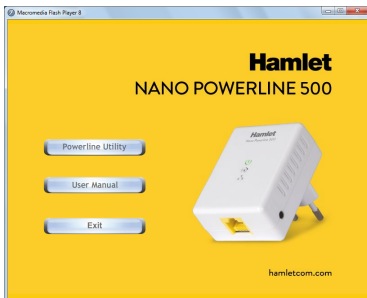 Macromedia Flash Player 8
Hamlet
NANO POWERLINE 500
Powerline Utility
User Manual
Exit
Hamlet
hamletcom.com